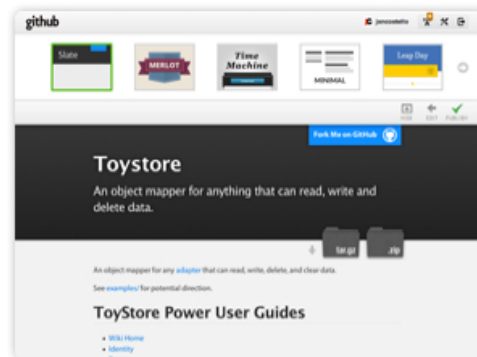 github
jancostello
Slate
MERLOT
Time
Machine
MINIMAL
Leap Day
HIDE EDIT PUBLISH
Fork Me on GitHub
Toystore
An object mapper for anything that can read, write and
delete data.
tar.gz .zip
An object mapper for any adapter that can read, write, delete, and clear data.
See examples/ for potential direction.
ToyStore Power User Guides
• Wiki Home
• Identity